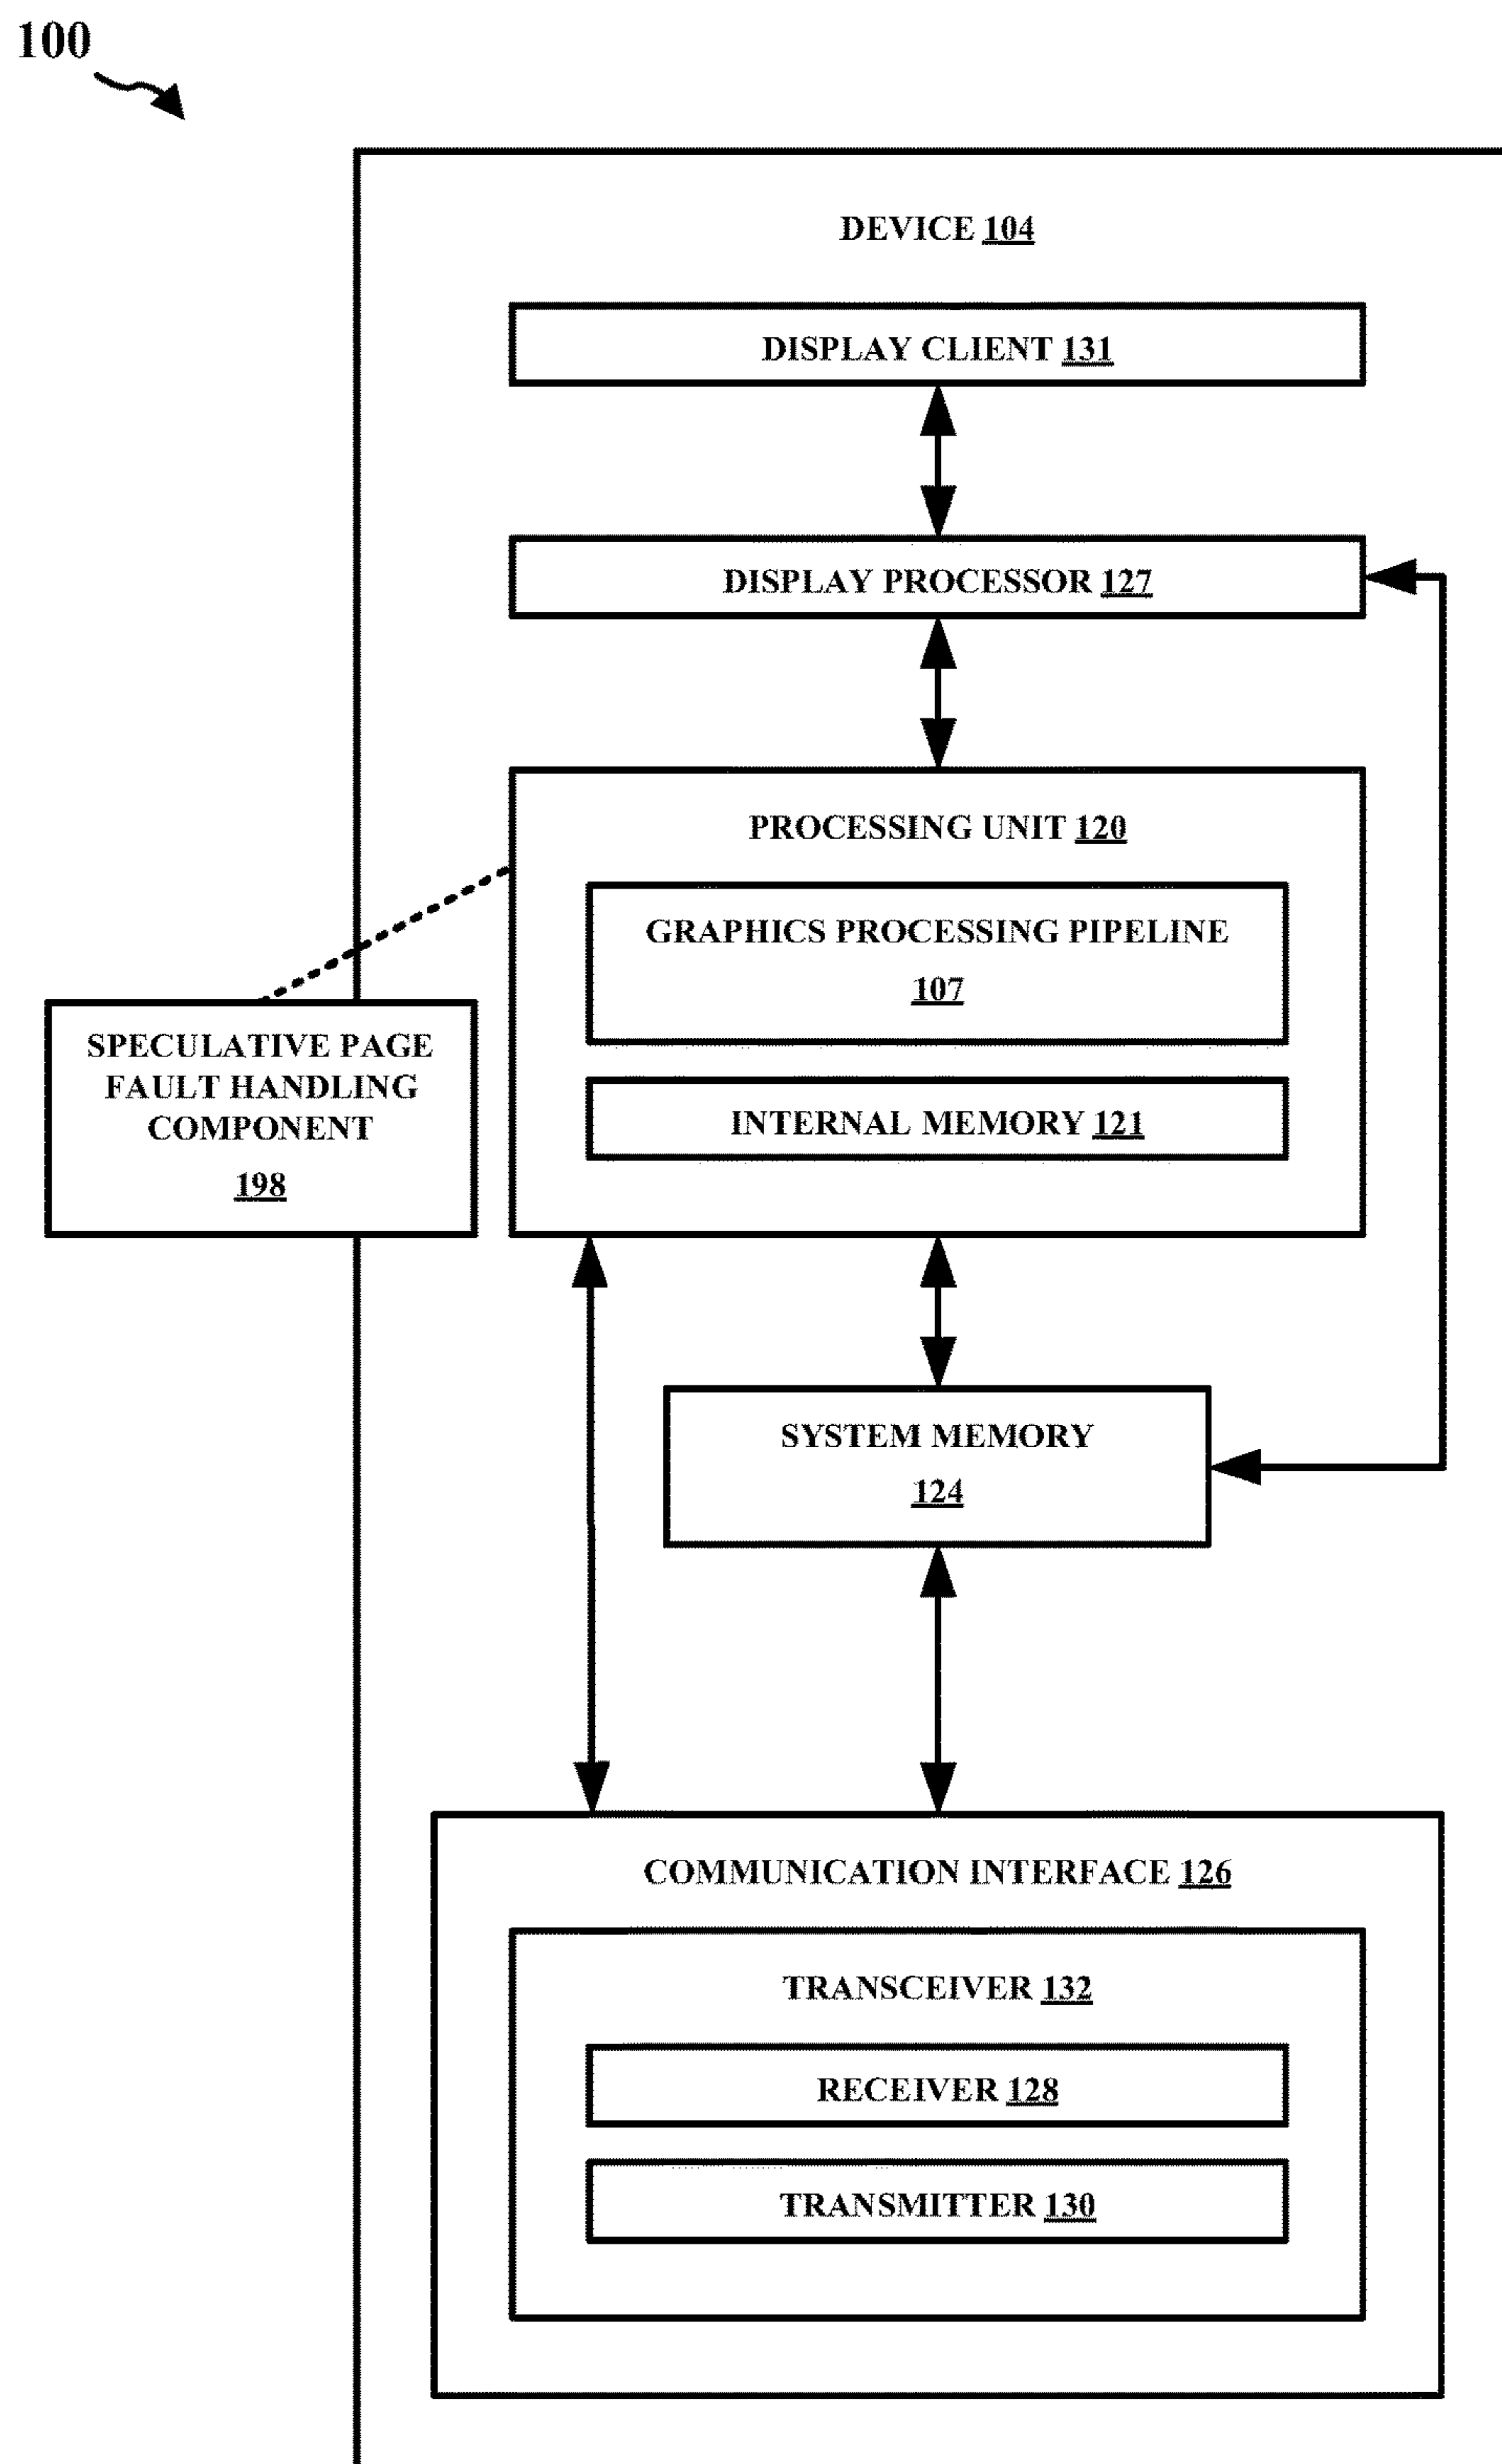 100
DEVICE 104
DISPLAY CLIENT 131
DISPLAY PROCESSOR 127
PROCESSING UNIT 120
GRAPHICS PROCESSING PIPELINE
107
INTERNAL MEMORY 121
SPECULATIVE PAGE
FAULT HANDLING
COMPONENT
198
SYSTEM MEMORY
124
COMMUNICATION INTERFACE 126
TRANSCEIVER 132
RECEIVER 128
TRANSMITTER 130